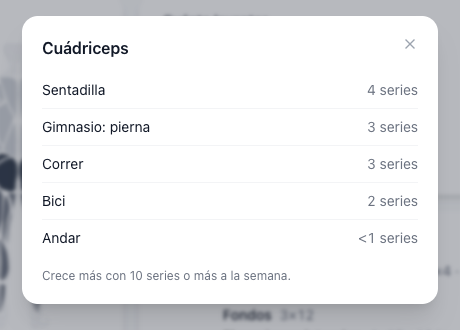 Cuádriceps
Sentadilla 4 series
Gimnasio: pierna 3 series
Correr 3 series
Bici 2 series
Andar <1 series
Crece más con 10 series o más a la semana.
Fondos 3×12